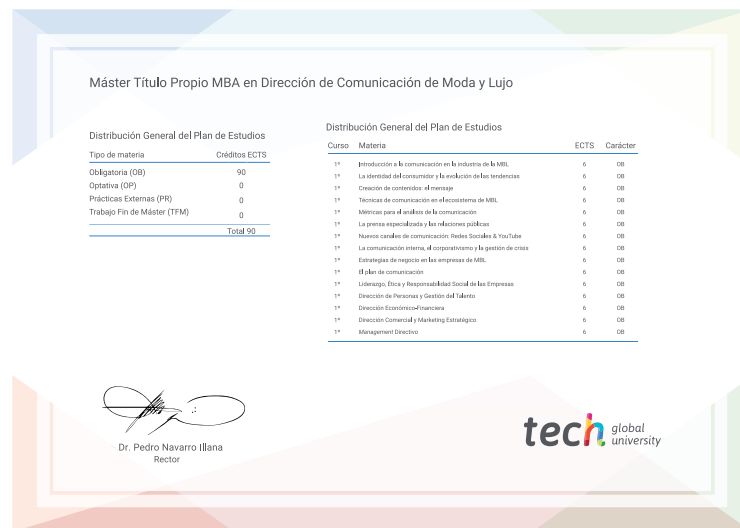 Máster Título Propio MBA en Dirección de Comunicación de Moda y Lujo
Distribución General del Plan de Estudios
Tipo de materia Créditos ECTS
Obligatoria (OB) 90
Optativa (OP) 0
Prácticas Externas (PR) 0
Trabajo Fin de Máster (TFM) 0
Total 90
Distribución General del Plan de Estudios
Curso Materia ECTS Carácter
1º Introducción a la comunicación en la industria de la MBL 6 OB
1º La identidad del consumidor y la evolución de las tendencias 6 OB
1º Creación de contenidos: el mensaje 6 OB
1º Técnicas de comunicación en el ecosistema de MBL 6 OB
1º Métricas para el análisis de la comunicación 6 OB
1º La prensa especializada y las relaciones públicas 6 OB
1º Nuevos canales de comunicación: Redes Sociales & YouTube 6 OB
1º La comunicación interna, el corporativismo y la gestión de crisis 6 OB
1º Estrategias de negocio en las empresas de MBL 6 OB
1º El plan de comunicación 6 OB
1º Liderazgo, Ética y Responsabilidad Social de las Empresas 6 OB
1º Dirección de Personas y Gestión del Talento 6 OB
1º Dirección Económico-Financiera 6 OB
1º Dirección Comercial y Marketing Estratégico 6 OB
1º Management Directivo 6 OB
Dr. Pedro Navarro Illana
Rector
tech global university